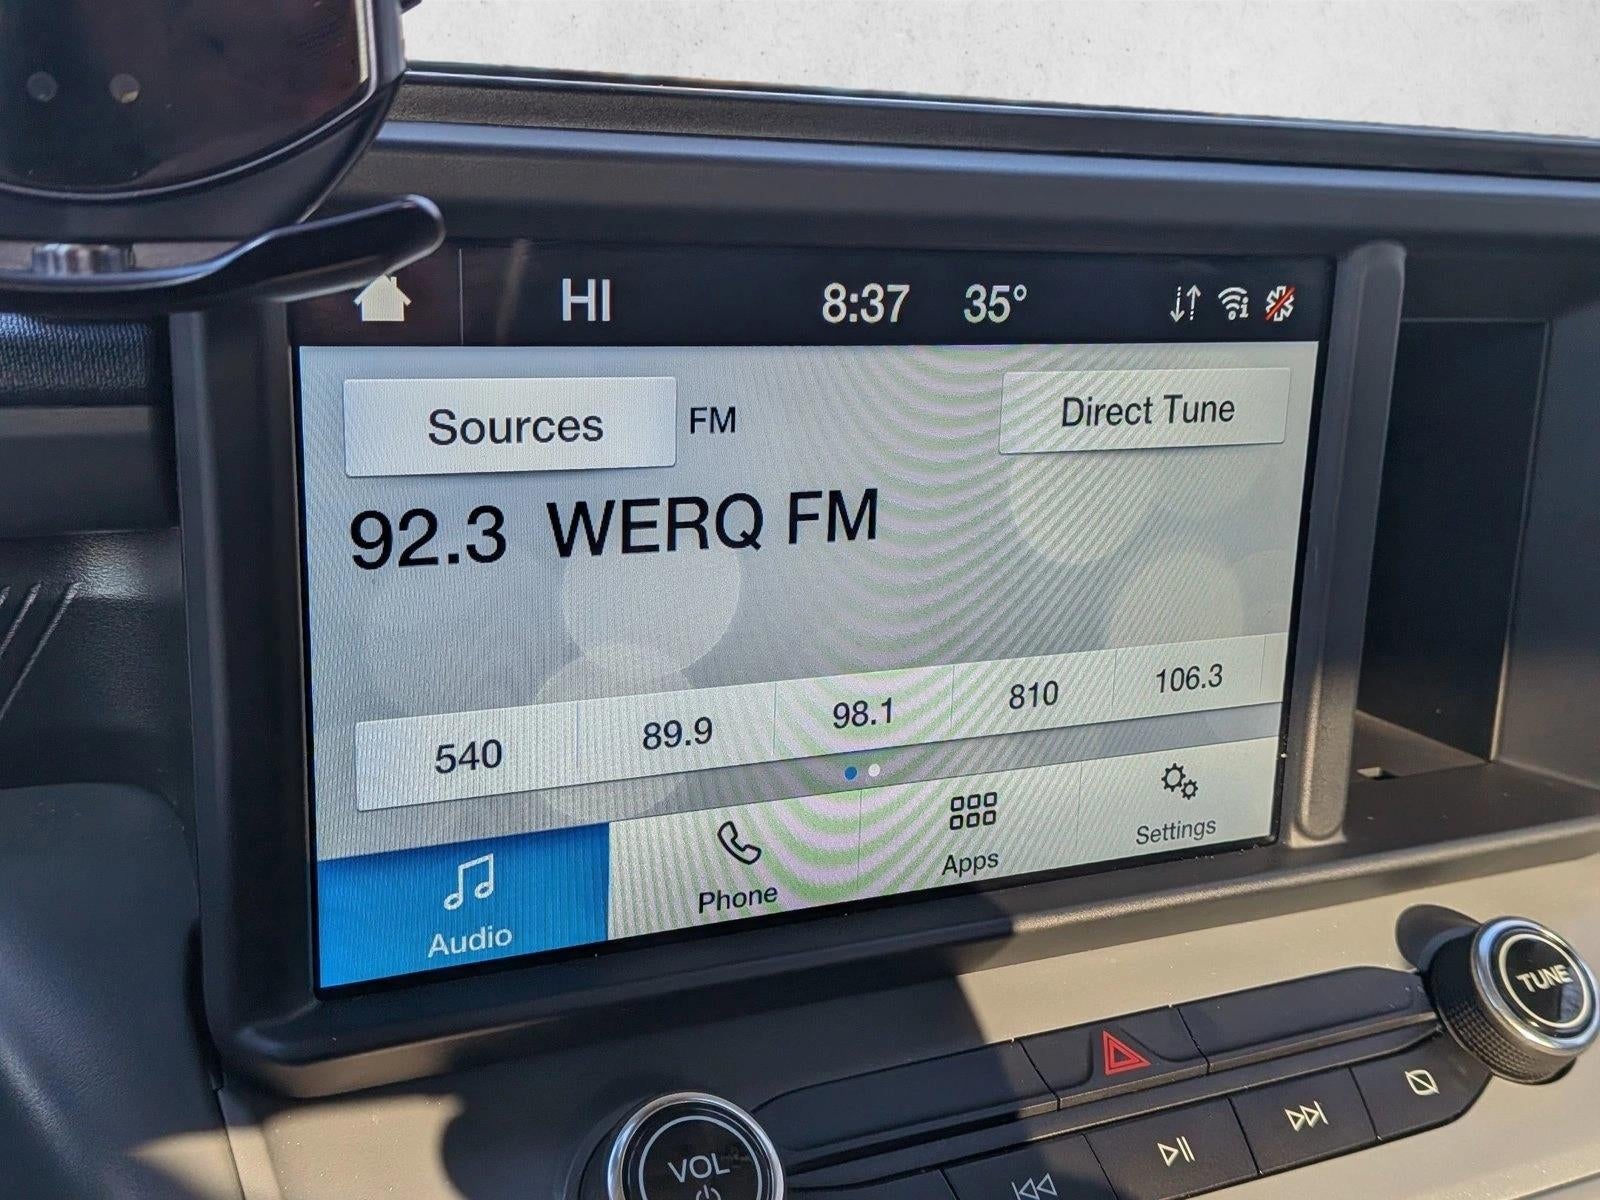 HI 8:37 35°
Sources FM Direct Tune
92.3 WERQ FM
540 89.9 98.1 810 106.3
Audio Phone Apps Settings
TUNE
VOL